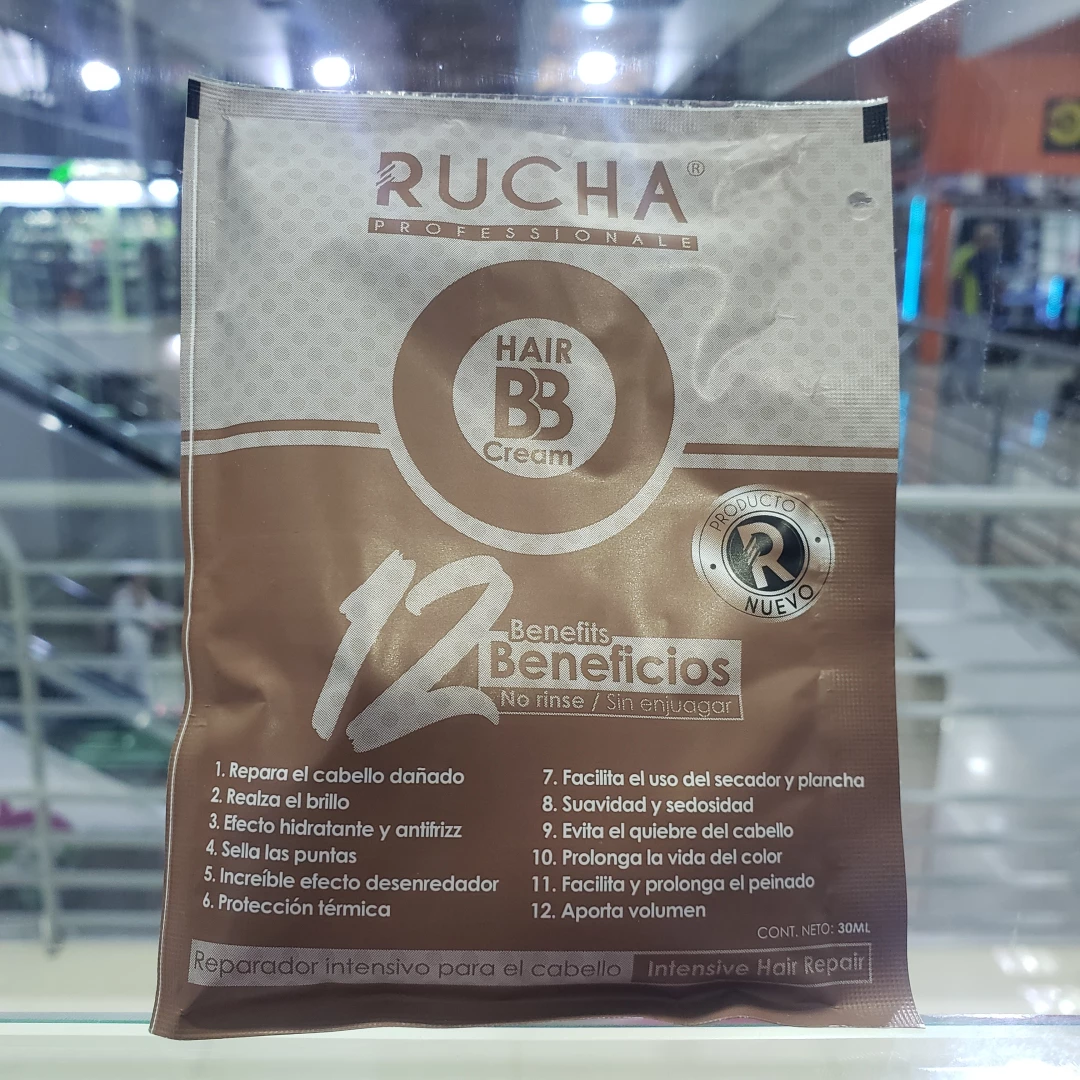 RUCHA®
PROFESSIONALE
HAIR
BB
Cream
PRODUCTO
R
NUEVO
12
Benefits
Beneficios
No rinse / Sin enjuagar
1. Repara el cabello dañado
2. Realza el brillo
3. Efecto hidratante y antifrizz
4. Sella las puntas
5. Increíble efecto desenredador
6. Protección térmica
7. Facilita el uso del secador y plancha
8. Suavidad y sedosidad
9. Evita el quiebre del cabello
10. Prolonga la vida del color
11. Facilita y prolonga el peinado
12. Aporta volumen
CONT. NETO: 30ML
Reparador intensivo para el cabello Intensive Hair Repair